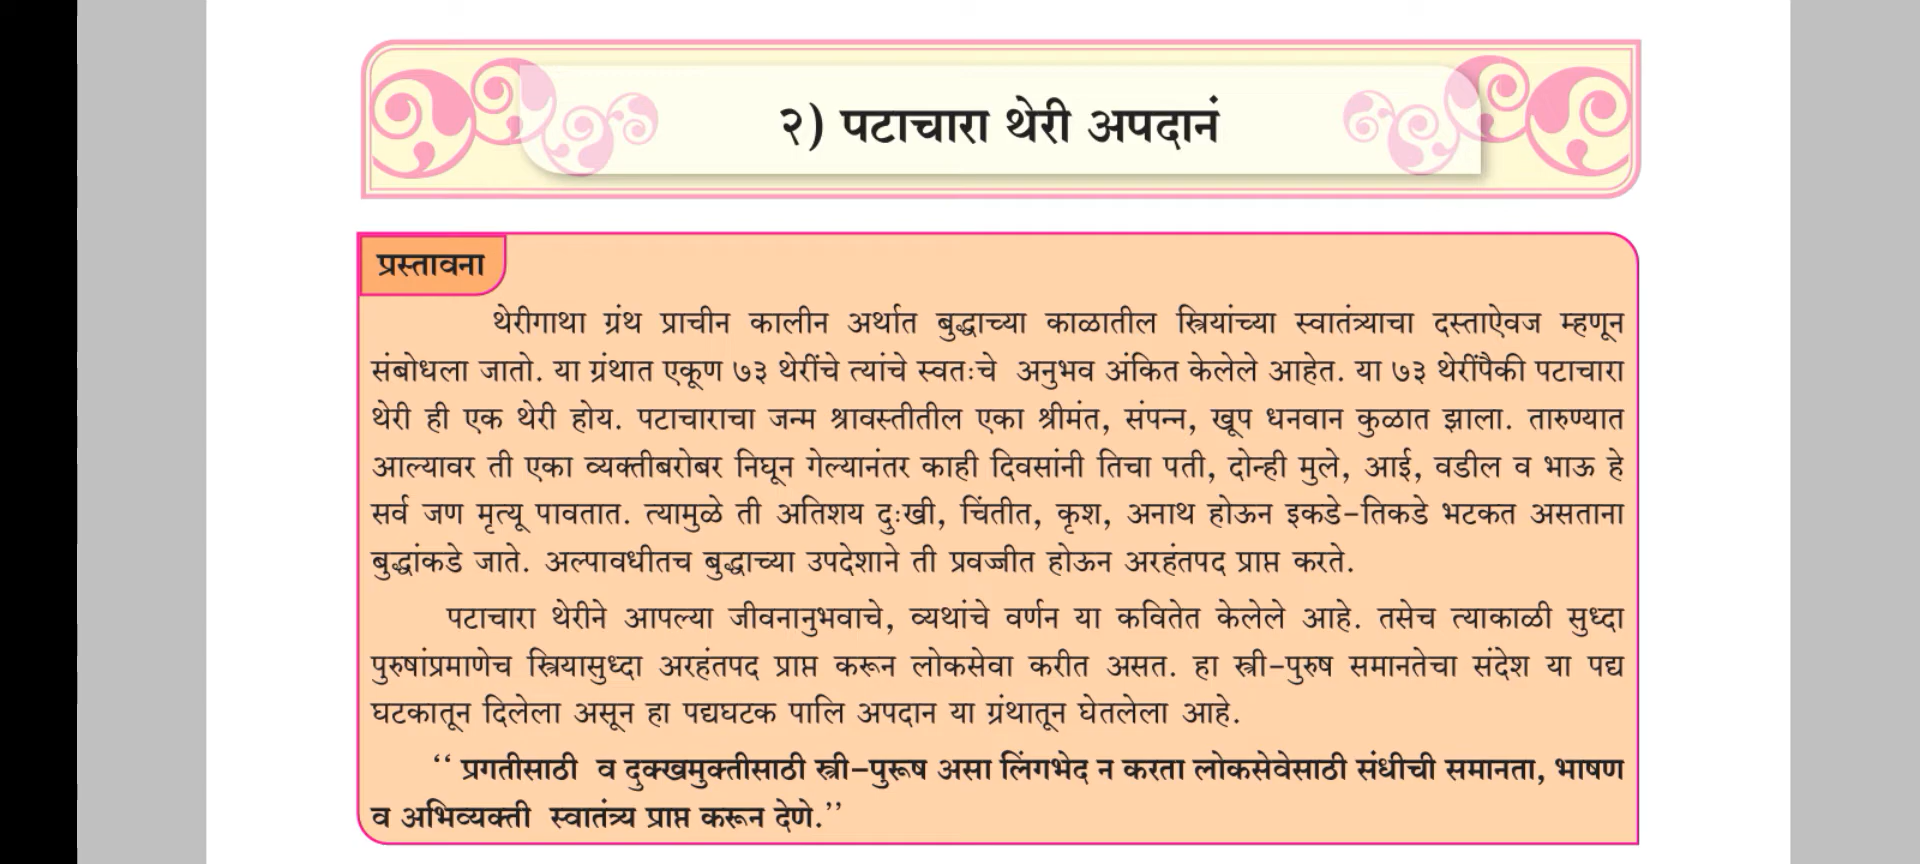 २) पटाचारा थेरी अपदानं
प्रस्तावना
थेरीगाथा ग्रंथ प्राचीन कालीन अर्थात बुद्धाच्या काळातील स्त्रियांच्या स्वातंत्र्याचा दस्ताऐवज म्हणून
संबोधला जातो. या ग्रंथात एकूण ७३ थेरींचे त्यांचे स्वतःचे अनुभव अंकित केलेले आहेत. या ७३ थेरींपैकी पटाचारा
थेरी ही एक थेरी होय. पटाचाराचा जन्म श्रावस्तीतील एका श्रीमंत, संपन्न, खूप धनवान कुळात झाला. तारुण्यात
आल्यावर ती एका व्यक्तीबरोबर निघून गेल्यानंतर काही दिवसांनी तिचा पती, दोन्ही मुले, आई, वडील व भाऊ हे
सर्व जण मृत्यू पावतात. त्यामुळे ती अतिशय दुःखी, चिंतीत, कृश, अनाथ होऊन इकडे-तिकडे भटकत असताना
बुद्धांकडे जाते. अल्पावधीतच बुद्धाच्या उपदेशाने ती प्रवज्जीत होऊन अरहंतपद प्राप्त करते.
पटाचारा थेरीने आपल्या जीवनानुभवाचे, व्यथांचे वर्णन या कवितेत केलेले आहे. तसेच त्याकाळी सुध्दा
पुरुषांप्रमाणेच स्त्रियासुध्दा अरहंतपद प्राप्त करून लोकसेवा करीत असत. हा स्त्री-पुरुष समानतेचा संदेश या पद्य
घटकातून दिलेला असून हा पद्यघटक पालि अपदान या ग्रंथातून घेतलेला आहे.
‘‘ प्रगतीसाठी व दुक्खमुक्तीसाठी स्त्री-पुरूष असा लिंगभेद न करता लोकसेवेसाठी संधीची समानता, भाषण
व अभिव्यक्ती स्वातंत्र्य प्राप्त करून देणे.’’